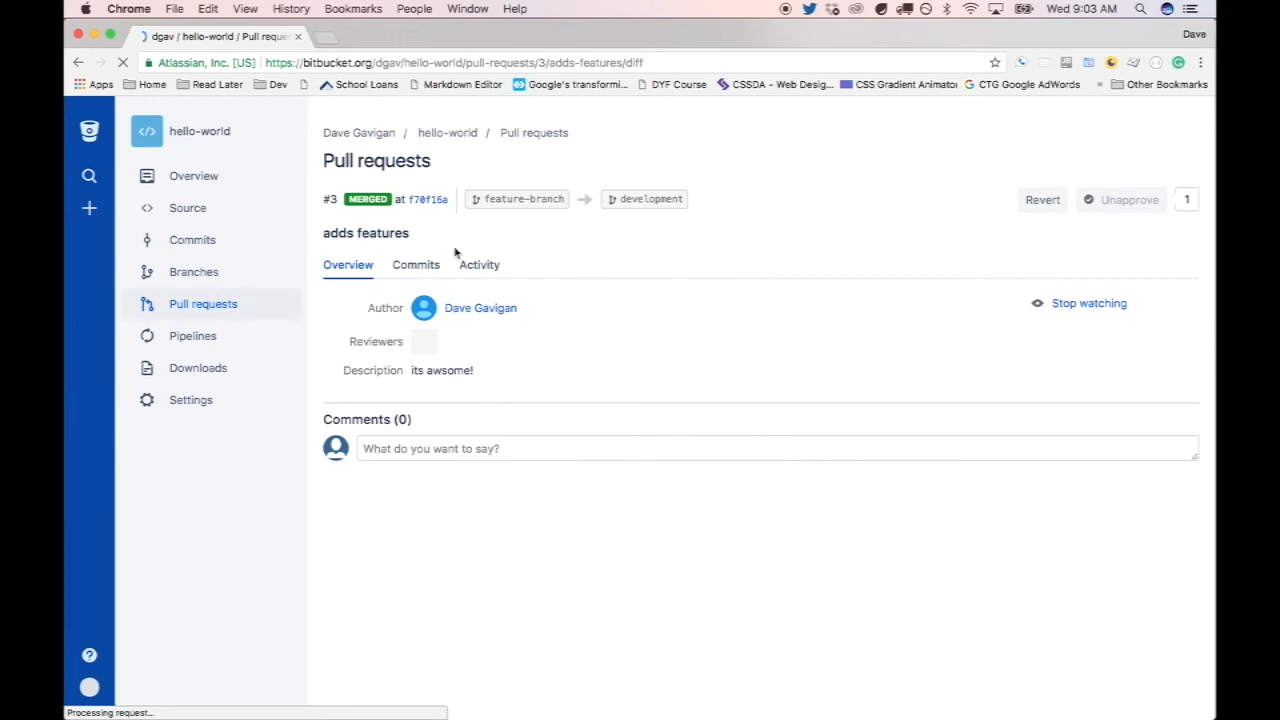 Chrome File Edit View History Bookmarks People Window Help Wed 9:03 AM
dgav / hello-world / Pull reque Dave
Atlassian, Inc. [US] https://bitbucket.org/dgav/hello-world/pull-requests/3/adds-features/diff
Apps Home Read Later Dev School Loans Markdown Editor Google's transformi... DYF Course CSSDA - Web Desig... CSS Gradient Animato CTG Google AdWords » Other Bookmarks
hello-world
Overview
Source
Commits
Branches
Pull requests
Pipelines
Downloads
Settings
Dave Gavigan / hello-world / Pull requests
Pull requests
#3 MERGED at f70f16a feature-branch development Revert Unapprove 1
adds features
Overview Commits Activity
Author Dave Gavigan Stop watching
Reviewers
Description its awsome!
Comments (0)
What do you want to say?
Processing request...